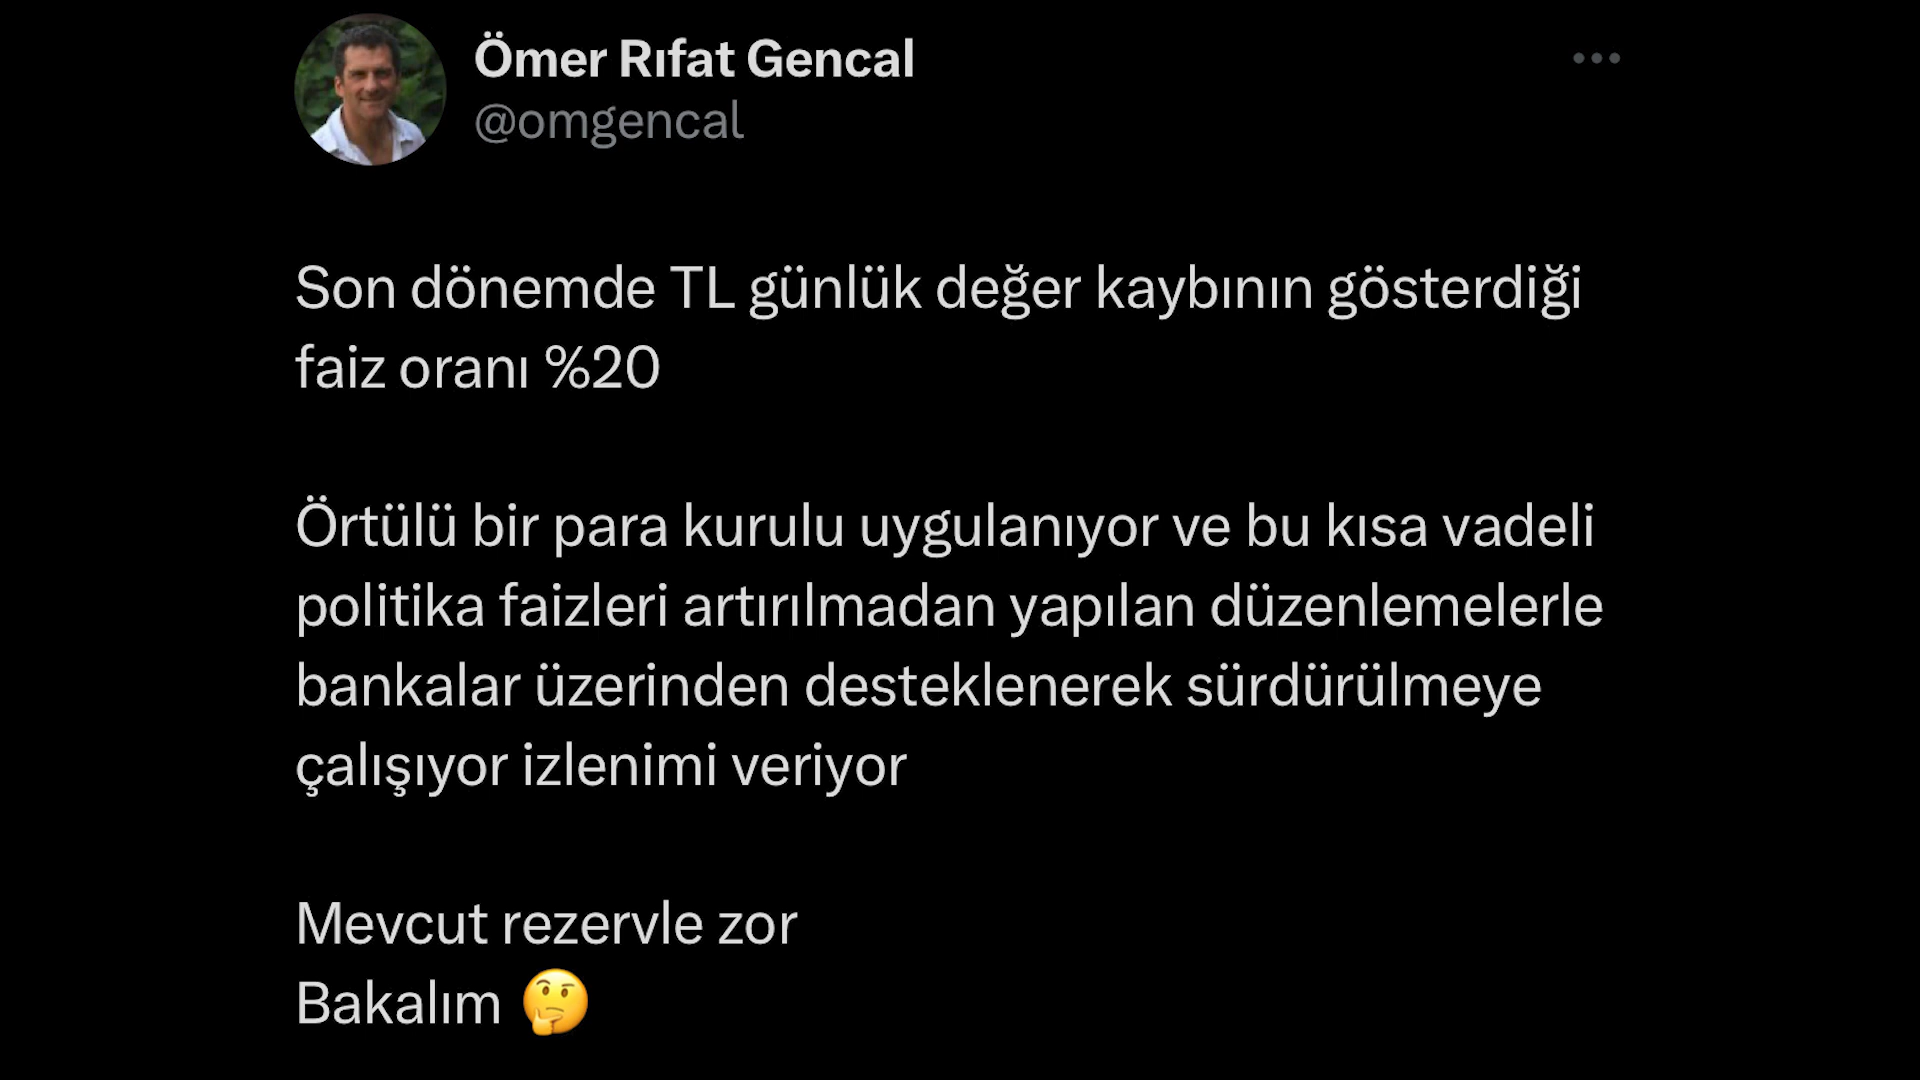 Ömer Rıfat Gencal
@omgencal
Son dönemde TL günlük değer kaybının gösterdiği
faiz oranı %20
Örtülü bir para kurulu uygulanıyor ve bu kısa vadeli
politika faizleri artırılmadan yapılan düzenlemelerle
bankalar üzerinden desteklenerek sürdürülmeye
çalışıyor izlenimi veriyor
Mevcut rezervle zor
Bakalım 🤔